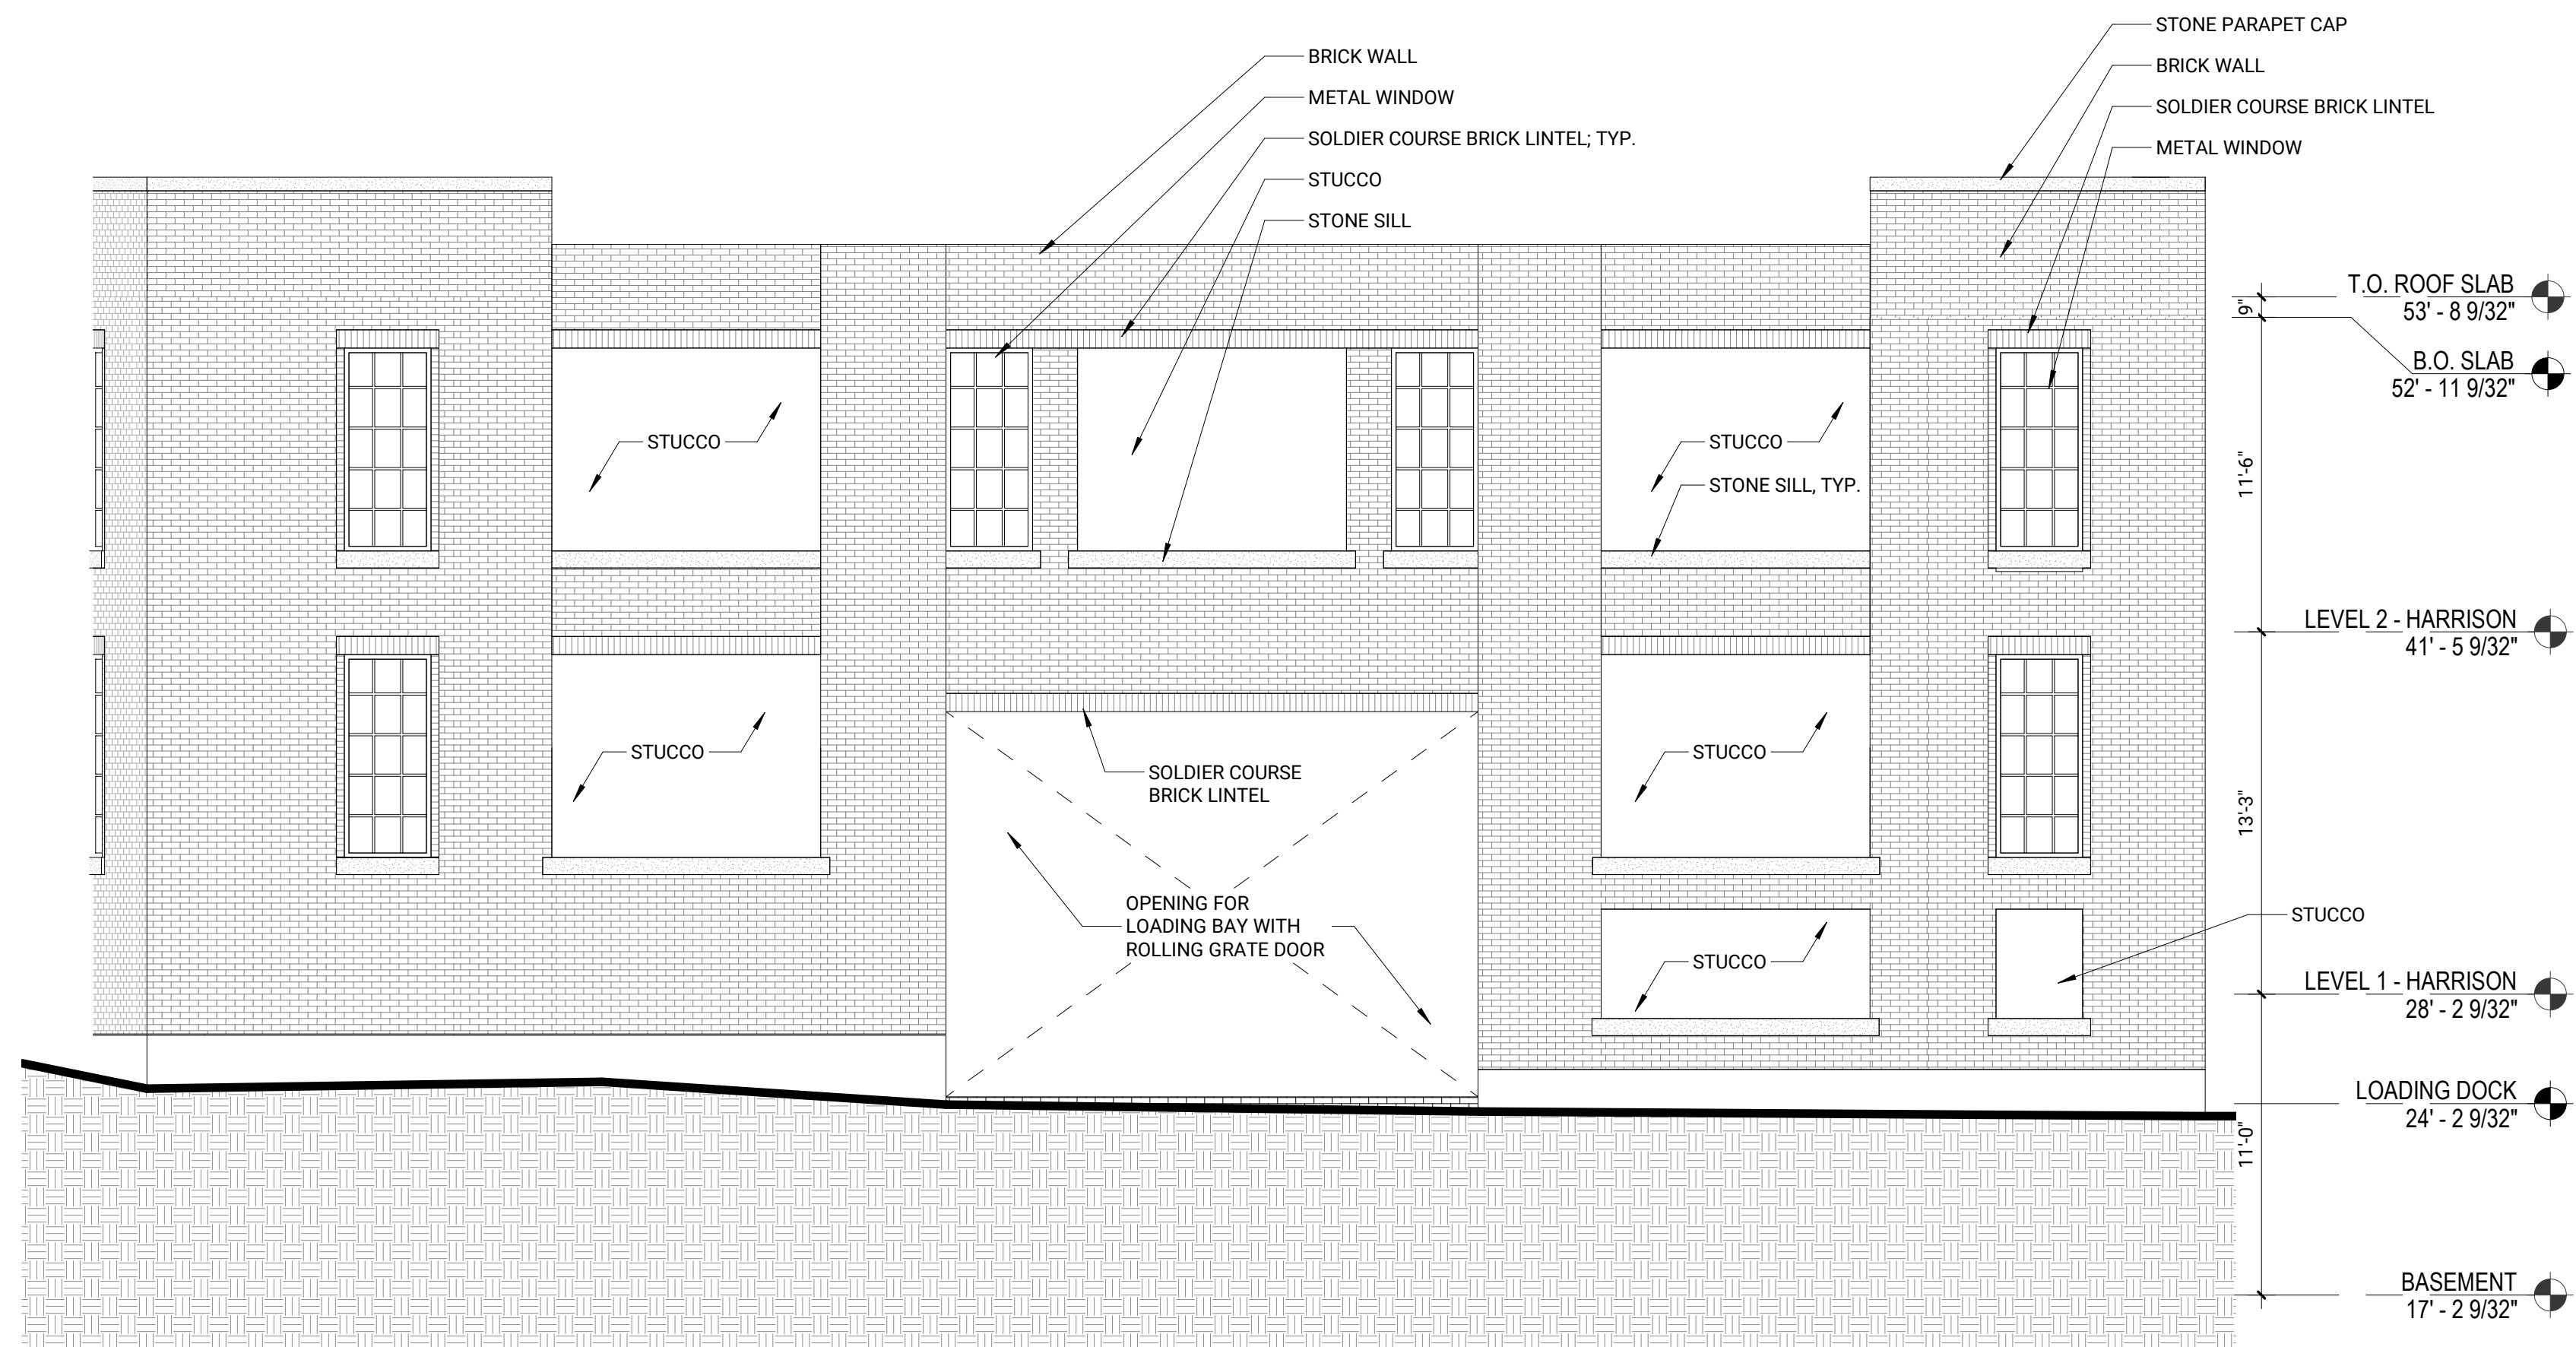 STONE PARAPET CAP
BRICK WALL
SOLDIER COURSE BRICK LINTEL
METAL WINDOW
BRICK WALL
METAL WINDOW
SOLDIER COURSE BRICK LINTEL; TYP.
STUCCO
STONE SILL
T.O. ROOF SLAB
53' - 8 9/32"
9"
B.O. SLAB
52' - 11 9/32"
STUCCO
STUCCO
STONE SILL, TYP.
11'-6"
LEVEL 2 - HARRISON
41' - 5 9/32"
STUCCO
STUCCO
SOLDIER COURSE
BRICK LINTEL
13'-3"
OPENING FOR
LOADING BAY WITH
ROLLING GRATE DOOR
STUCCO
STUCCO
LEVEL 1 - HARRISON
28' - 2 9/32"
LOADING DOCK
24' - 2 9/32"
11'-0"
BASEMENT
17' - 2 9/32"